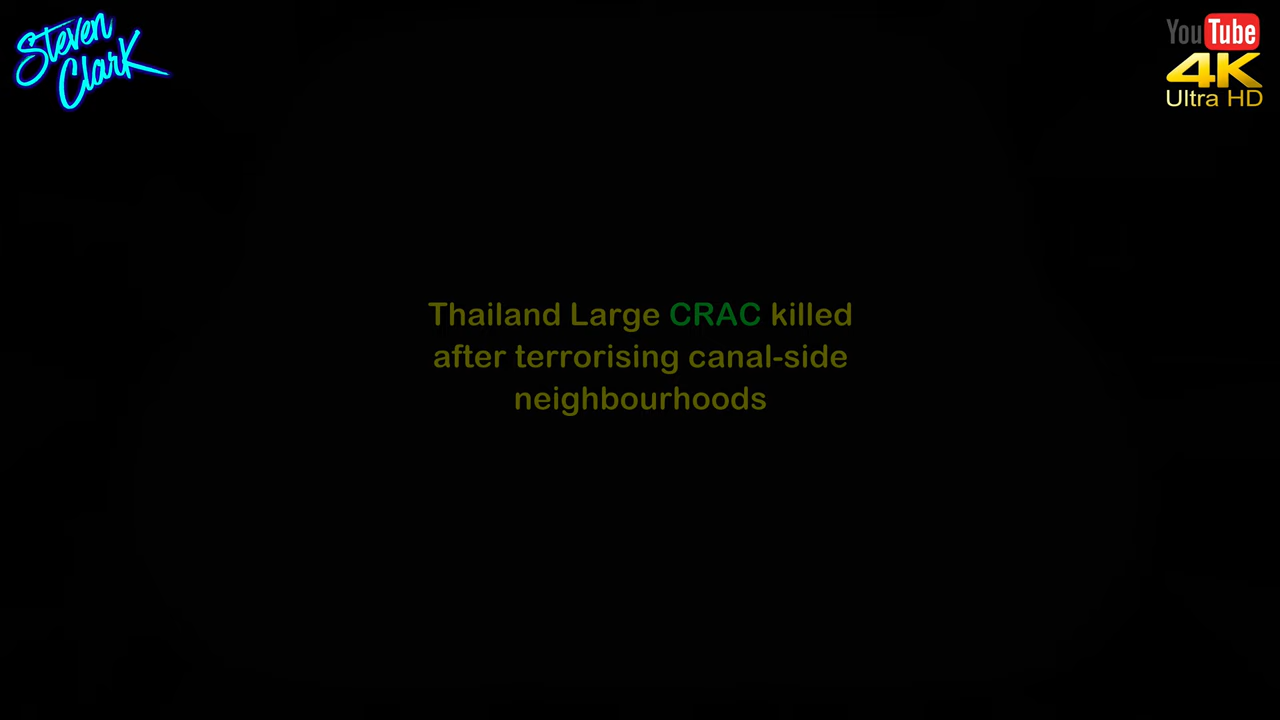 Steven
Clark
YouTube
4K
Ultra HD
Thailand Large CRAC killed
after terrorising canal-side
neighbourhoods